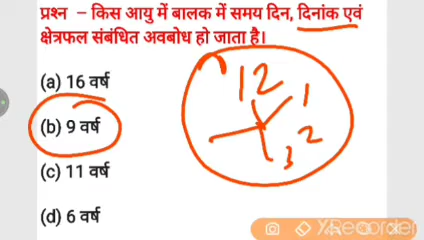 प्रश्न – किस आयु में बालक में समय दिन, दिनांक एवं
क्षेत्रफल संबंधित अवबोध हो जाता है।
(a) 16 वर्ष
(b) 9 वर्ष
(c) 11 वर्ष
(d) 6 वर्ष
12
1
2
3
XRecorder